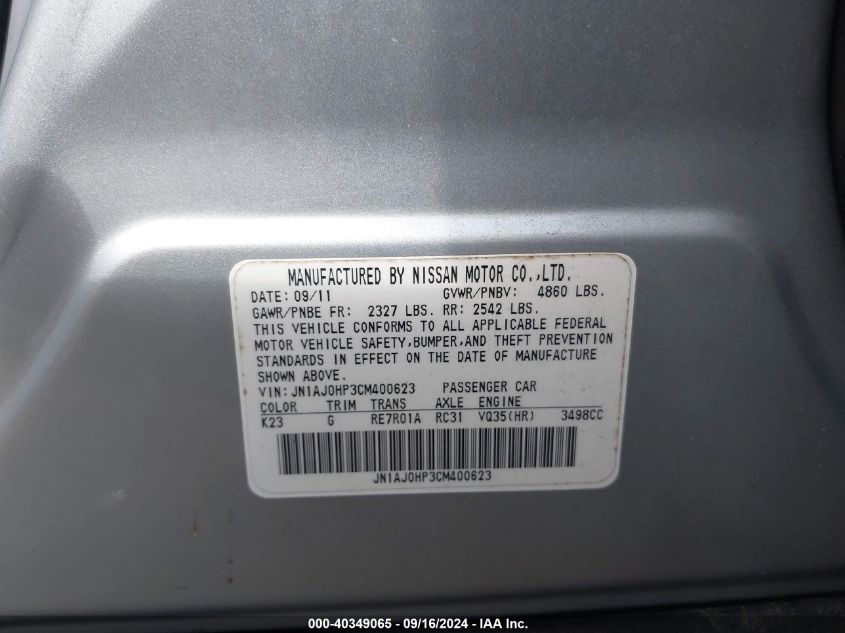 MANUFACTURED BY NISSAN MOTOR CO.,LTD.
DATE: 09/11 GVWR/PNBV: 4860 LBS.
GAWR/PNBE FR: 2327 LBS. RR: 2542 LBS.
THIS VEHICLE CONFORMS TO ALL APPLICABLE FEDERAL
MOTOR VEHICLE SAFETY,BUMPER,AND THEFT PREVENTION
STANDARDS IN EFFECT ON THE DATE OF MANUFACTURE
SHOWN ABOVE.
VIN:JN1AJ0HP3CM400623 PASSENGER CAR
COLOR TRIM TRANS AXLE ENGINE
K23 G RE7R01A RC31 VQ35(HR) 3498CC
JN1AJ0HP3CM400623
000-40349065 - 09/16/2024 - IAA Inc.